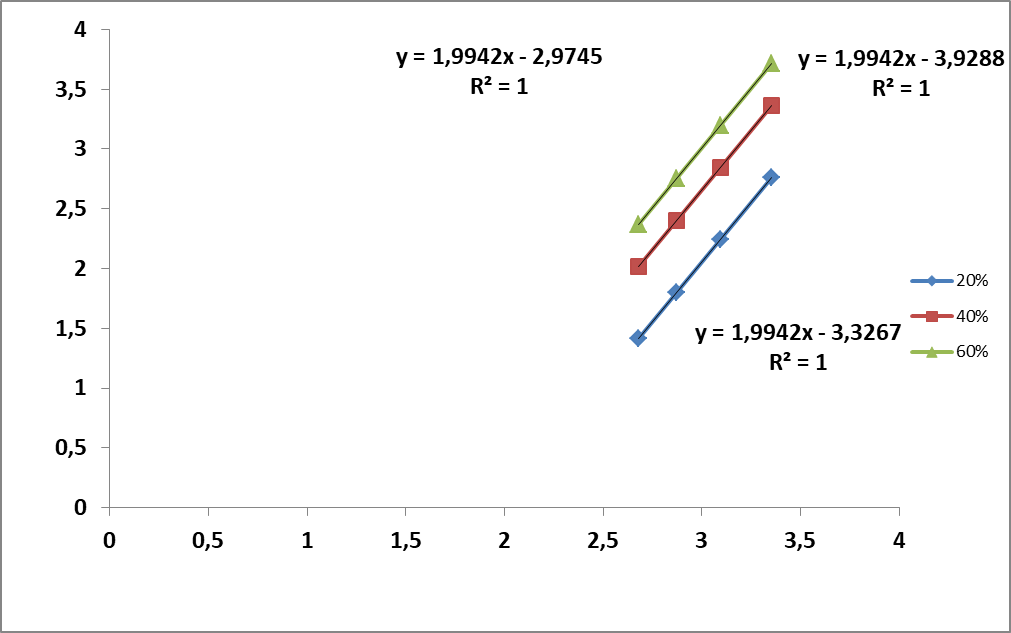 4
3,5
3
2,5
2
1,5
1
0,5
0
y = 1,9942x - 2,9745
R² = 1
y = 1,9942x - 3,9288
R² = 1
y = 1,9942x - 3,3267
R² = 1
20%
40%
60%
0 0,5 1 1,5 2 2,5 3 3,5 4